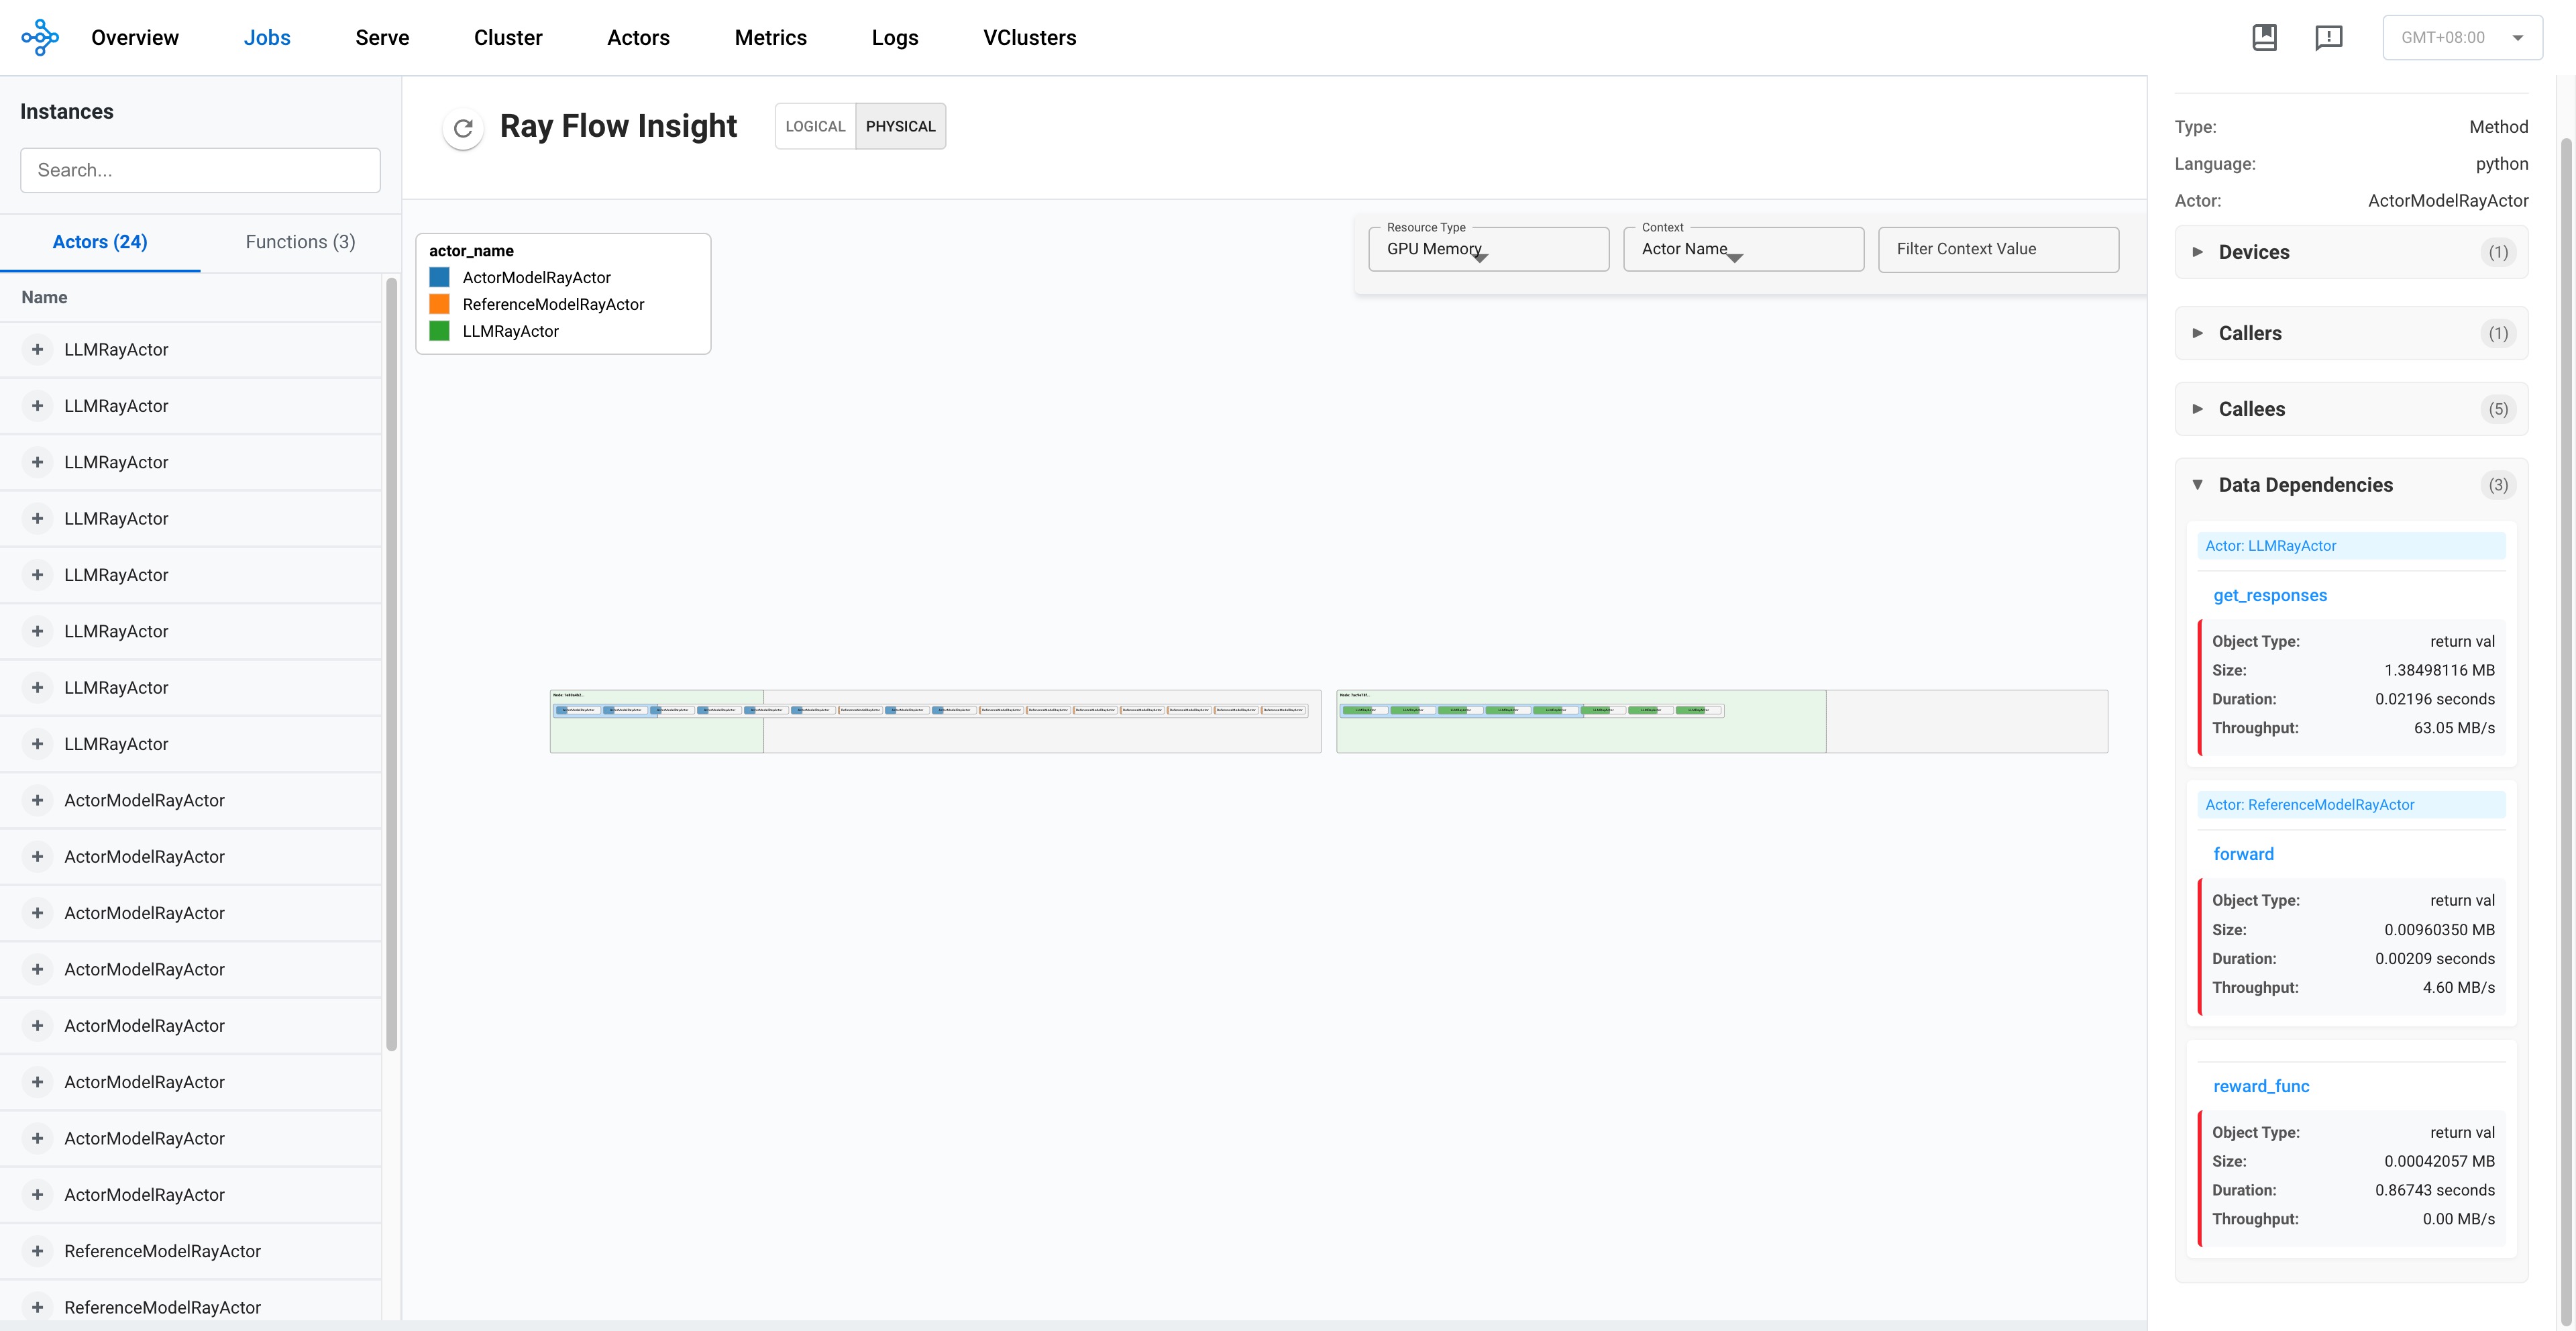 Overview Jobs Serve Cluster Actors Metrics Logs VClusters GMT+08:00
Instances
Search...
Actors (24) Functions (3)
Name
LLMRayActor
LLMRayActor
LLMRayActor
LLMRayActor
LLMRayActor
LLMRayActor
LLMRayActor
LLMRayActor
ActorModelRayActor
ActorModelRayActor
ActorModelRayActor
ActorModelRayActor
ActorModelRayActor
ActorModelRayActor
ActorModelRayActor
ActorModelRayActor
ReferenceModelRayActor
ReferenceModelRayActor
Ray Flow Insight LOGICAL PHYSICAL
actor_name
ActorModelRayActor
ReferenceModelRayActor
LLMRayActor
Resource Type Context
GPU Memory Actor Name Filter Context Value
Type: Method
Language: python
Actor: ActorModelRayActor
Devices (1)
Callers (1)
Callees (5)
Data Dependencies (3)
Actor: LLMRayActor
get_responses
Object Type: return val
Size: 1.38498116 MB
Duration: 0.02196 seconds
Throughput: 63.05 MB/s
Actor: ReferenceModelRayActor
forward
Object Type: return val
Size: 0.00960350 MB
Duration: 0.00209 seconds
Throughput: 4.60 MB/s
reward_func
Object Type: return val
Size: 0.00042057 MB
Duration: 0.86743 seconds
Throughput: 0.00 MB/s